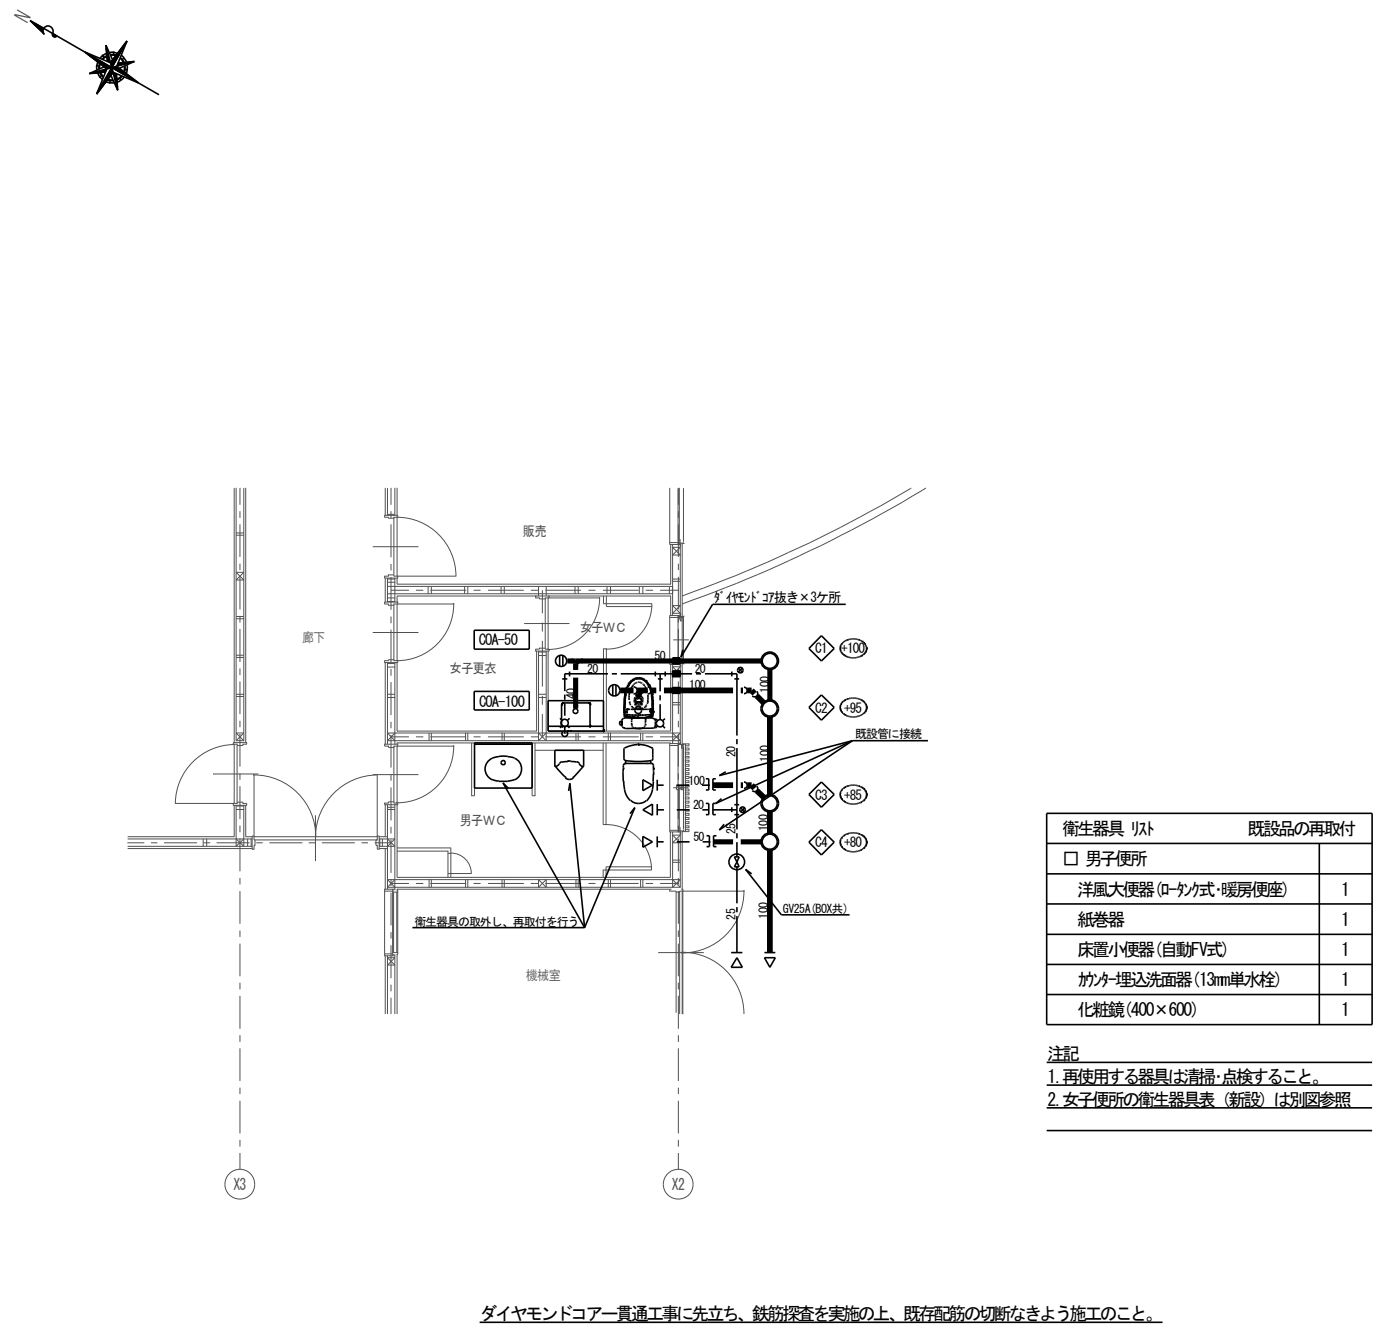 N
販売
ﾀﾞｲﾔﾓﾝﾄﾞｺｱ抜き×3ケ所
廊下
COA-50
女子WC
女子更衣
50
20
20
C1
+100
100
COA-100
40
100
C2
+95
既設管に接続
20
100
100
20
C3
+85
25
100
男子WC
50
C4
+80
衛生器具の取外し、再取付を行う
GV25A(BOX共)
25
100
機械室
X3
X2
衛生器具 ﾘｽﾄ 既設品の再取付
□ 男子便所
洋風大便器(ﾛｰﾀﾝｸ式・暖房便座) 1
紙巻器 1
床置小便器(自動FV式) 1
ｶｳﾝﾀｰ埋込洗面器(13mm単水栓) 1
化粧鏡(400×600) 1
注記
1. 再使用する器具は清掃・点検すること。
2. 女子便所の衛生器具表（新設）は別図参照
ダイヤモンドコアー貫通工事に先立ち、鉄筋探査を実施の上、既存配筋の切断なきよう施工のこと。